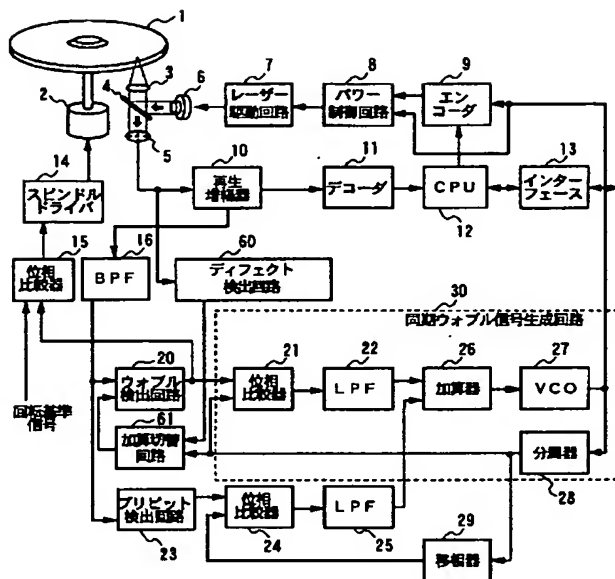 1
2
3
4
5
6
7
レーザー
駆動回路
8
パワー
制御回路
9
エン
コーダ
10
再生
増幅器
11
デコーダ
CPU
12
13
インター
フェース
14
スピンドル
ドライバ
15
位相
比較器
16
BPF
60
ディフェクト
検出回路
30
同期ウォブル信号生成回路
20
ウォブル
検出回路
21
位相
比較器
22
LPF
26
加算器
27
VCO
回転基準
信号
61
加算切替
回路
分周器
28
プリピット
検出回路
23
位相
比較器
24
LPF
25
29
移相器